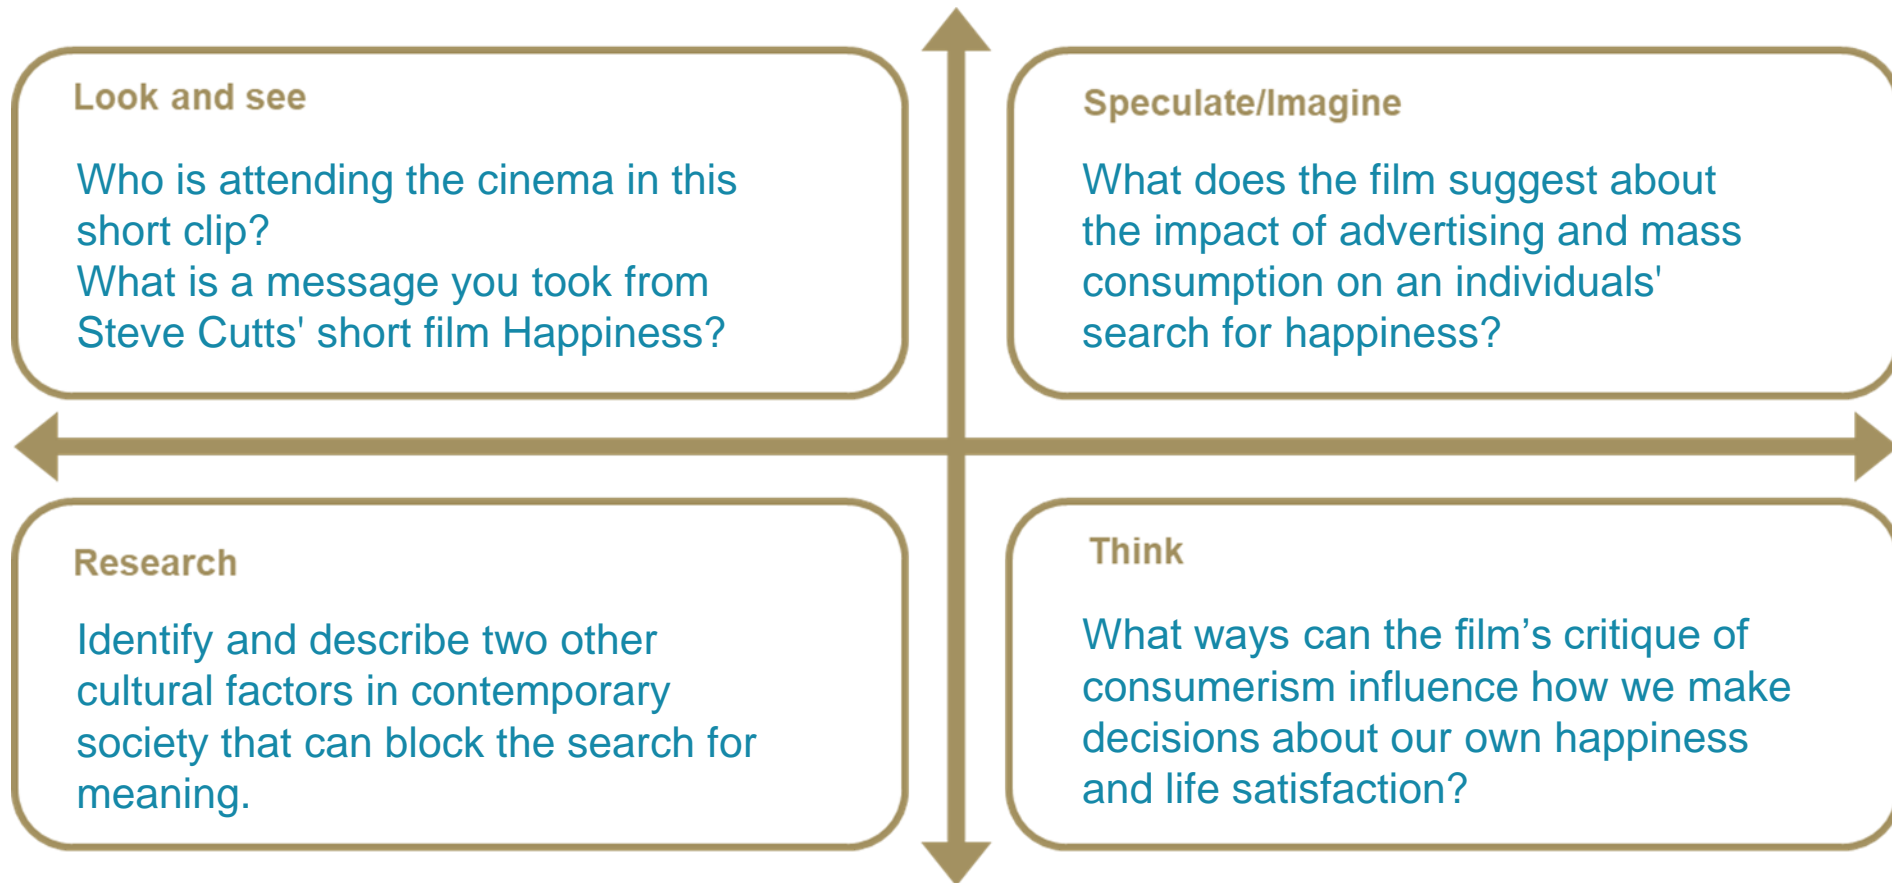 Look and see
Who is attending the cinema in this
short clip?
What is a message you took from
Steve Cutts' short film Happiness?
Speculate/Imagine
What does the film suggest about
the impact of advertising and mass
consumption on an individuals'
search for happiness?
Research
Identify and describe two other
cultural factors in contemporary
society that can block the search for
meaning.
Think
What ways can the film’s critique of
consumerism influence how we make
decisions about our own happiness
and life satisfaction?